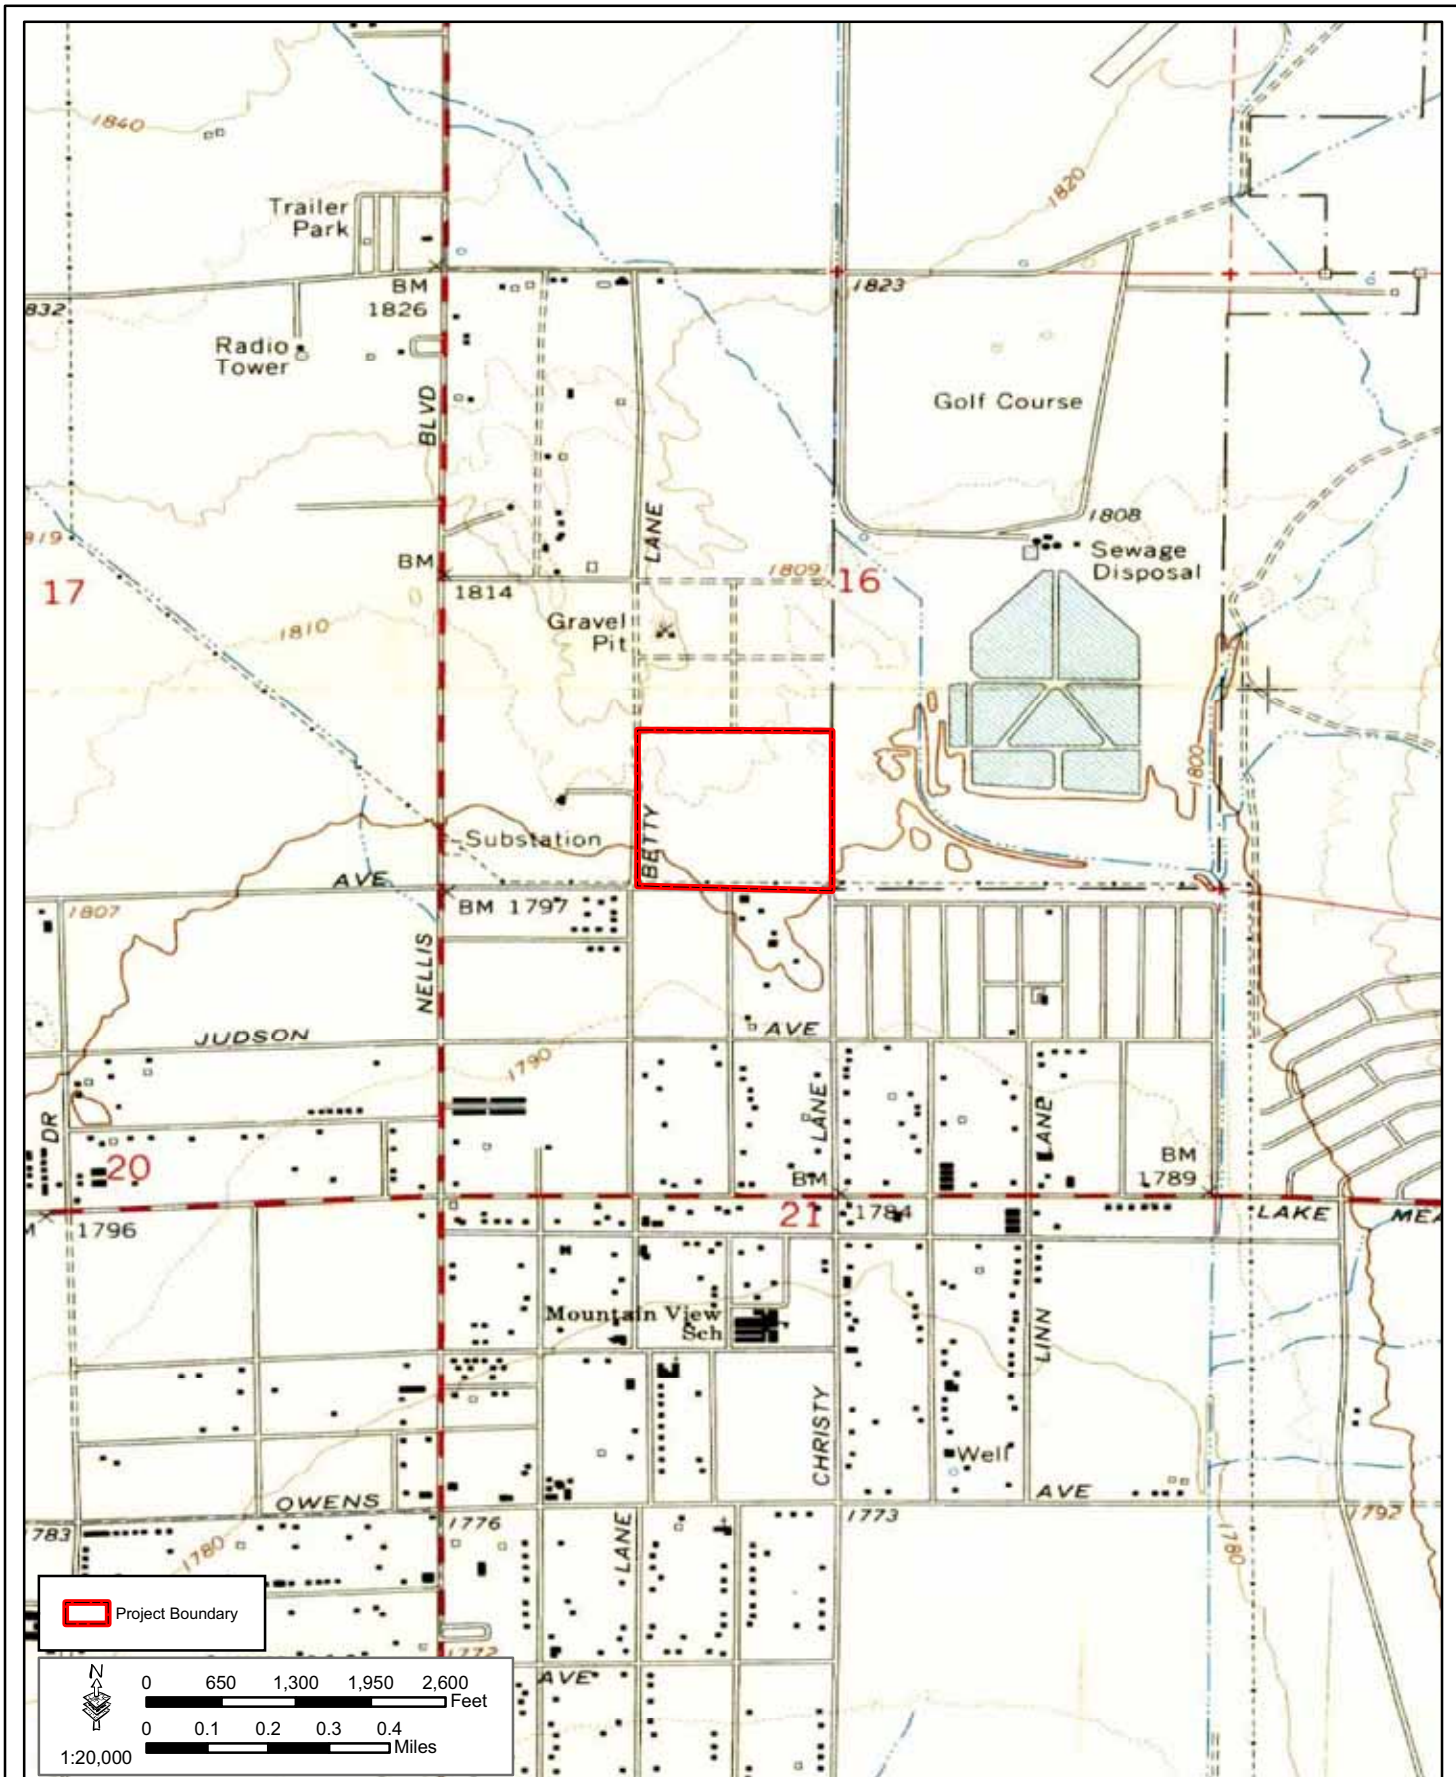 1840
1820
Trailer
Park
BM
1826
832
1823
Radio
Tower
BLVD
Golf Course
LANE
1808
819
BM
1809
16
Sewage
Disposal
17
1814
1810
Gravel
Pit
1800
BETTY
Substation
AVE
1807
BM 1797
NELLIS
JUDSON
AVE
1790
DR
LANE
LANE
20
BM
BM
1789
1796
21
1784
LAKE
MEA
M
Mountain View
Sch
LINN
CHRISTY
Well
OWENS
AVE
783
1776
1773
1792
1780
LANE
1780
Project Boundary
1772
AVE
N
0 650 1,300 1,950 2,600
Feet
0 0.1 0.2 0.3 0.4
Miles
1:20,000